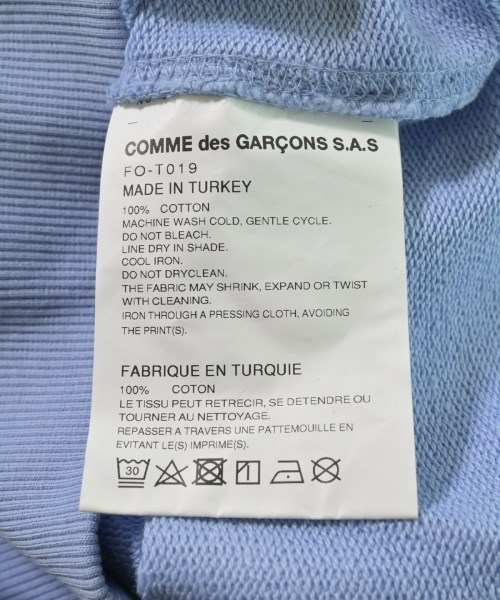 COMME des GARÇONS S.A.S
FO-T019
MADE IN TURKEY
100% COTTON
MACHINE WASH COLD, GENTLE CYCLE.
DO NOT BLEACH.
LINE DRY IN SHADE.
COOL IRON.
DO NOT DRYCLEAN.
THE FABRIC MAY SHRINK, EXPAND OR TWIST
WITH CLEANING.
IRON THROUGH A PRESSING CLOTH, AVOIDING
THE PRINT(S).
FABRIQUE EN TURQUIE
100% COTON
LE TISSU PEUT RETRECIR, SE DETENDRE OU
TOURNER AU NETTOYAGE.
REPASSER A TRAVERS UNE PATTEMOUILLE EN
EVITANT LE(S) IMPRIME(S).
30